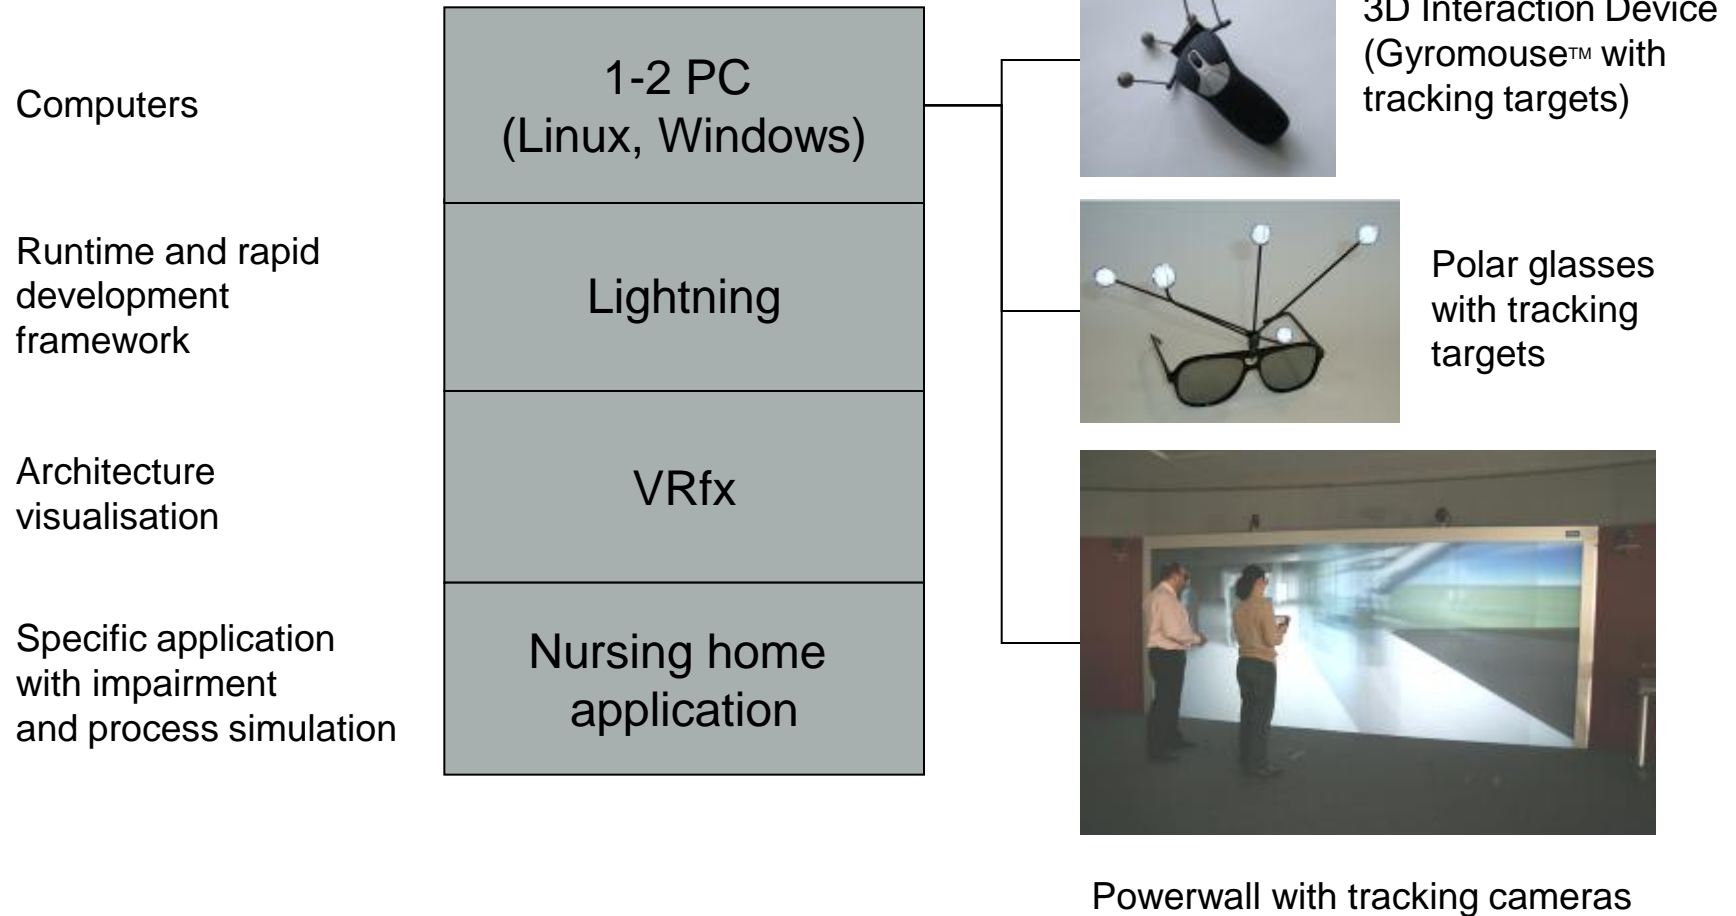 Computers
1-2 PC
(Linux, Windows)
3D Interaction Device
(Gyromouse™ with
tracking targets)
Runtime and rapid
development
framework
Lightning
Polar glasses
with tracking
targets
Architecture
visualisation
VRfx
Specific application
with impairment
and process simulation
Nursing home
application
Powerwall with tracking cameras